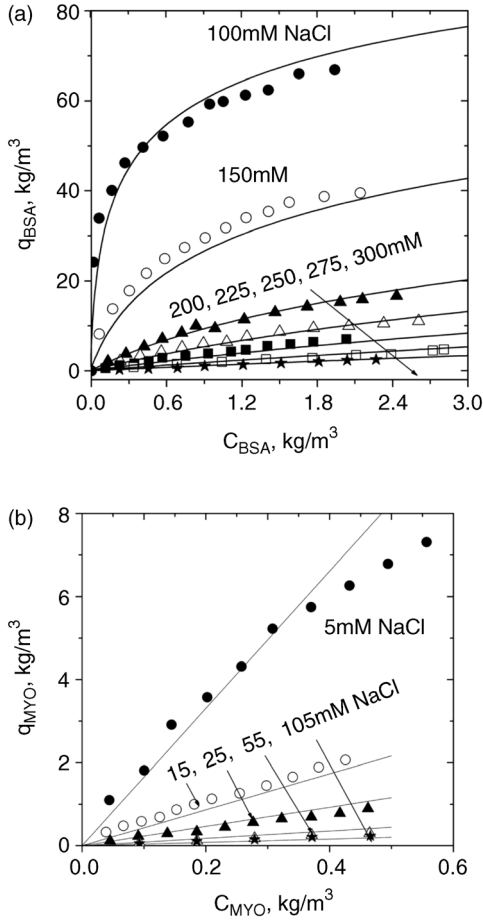 (a)
80
60
40
20
0
q_BSA, kg/m³
100mM NaCl
150mM
200, 225, 250, 275, 300mM
0.0 0.6 1.2 1.8 2.4 3.0
C_BSA, kg/m³
(b)
8
6
4
2
0
q_MYO, kg/m³
5mM NaCl
15, 25, 55, 105mM NaCl
0.0 0.2 0.4 0.6
C_MYO, kg/m³